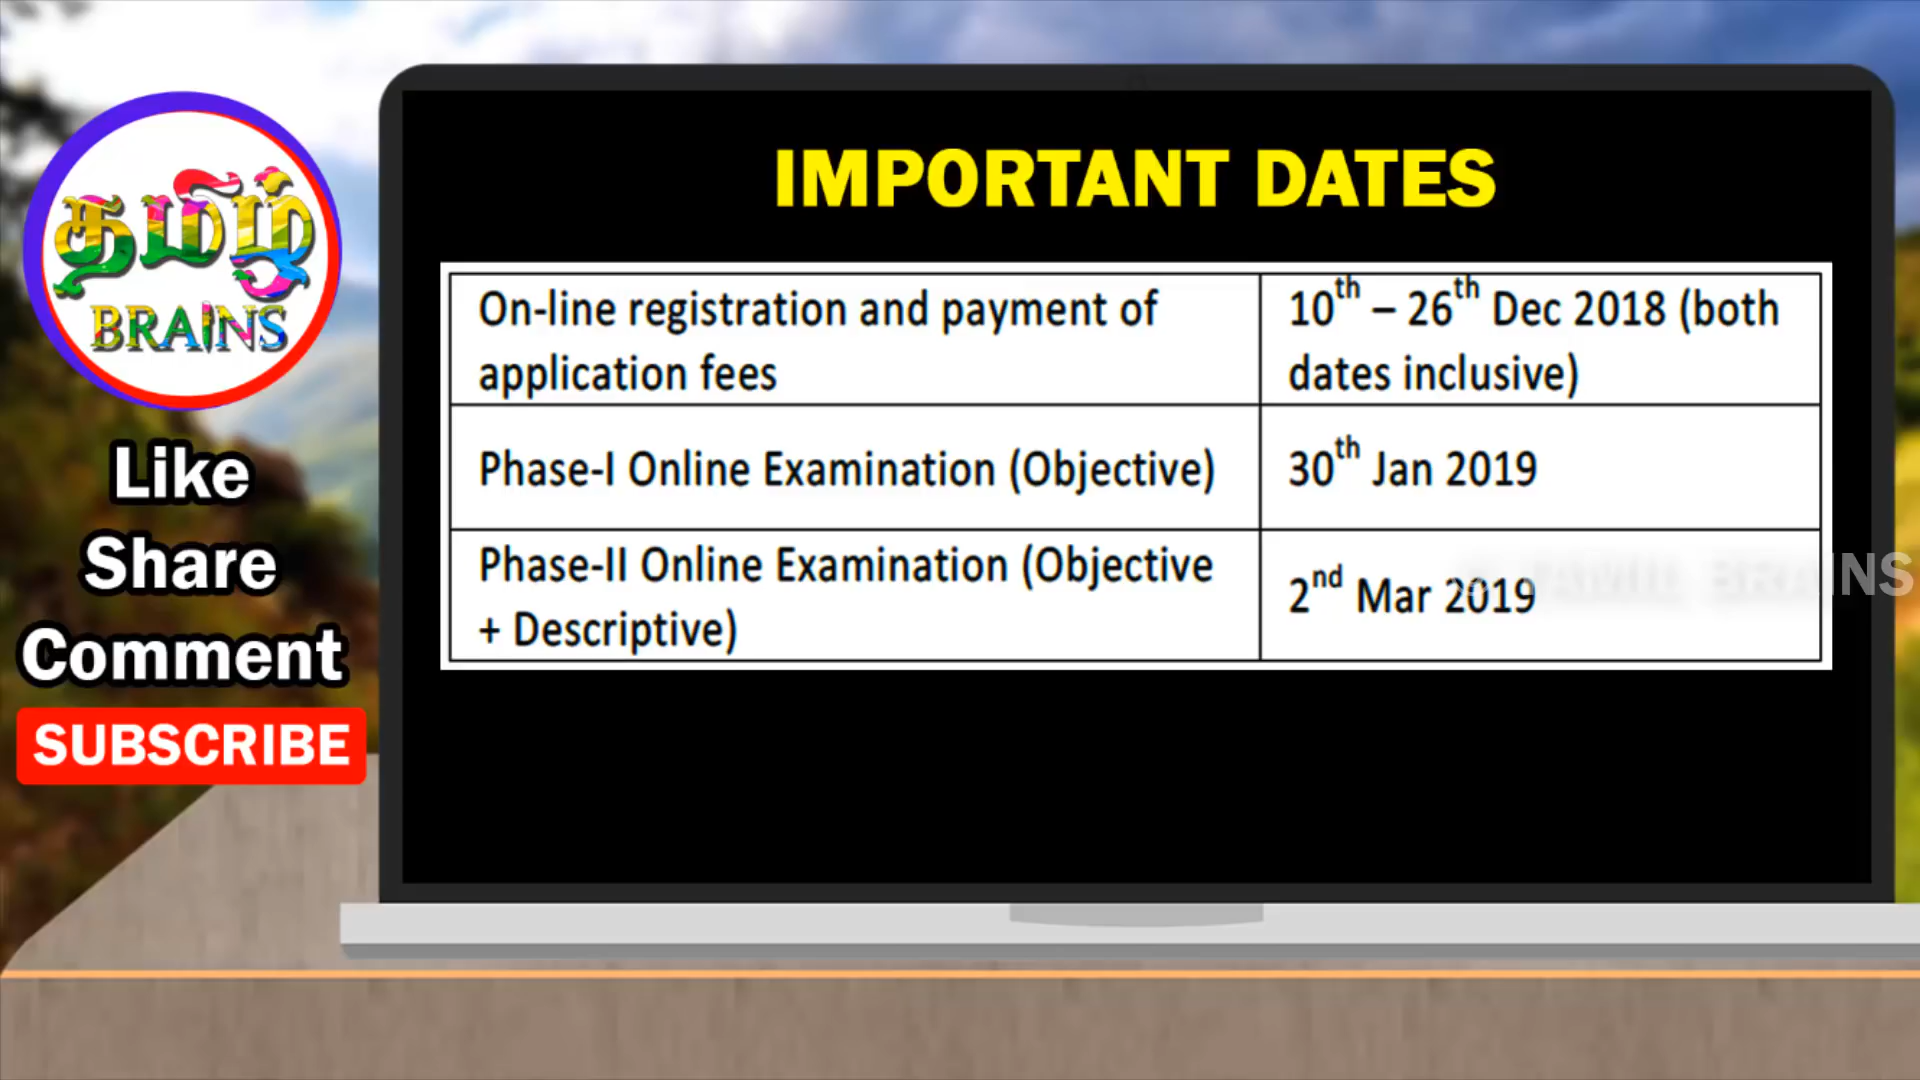 தமிழ்
BRAINS
Like
Share
Comment
SUBSCRIBE
IMPORTANT DATES
On-line registration and payment of
application fees
10th – 26th Dec 2018 (both
dates inclusive)
Phase-I Online Examination (Objective)
30th Jan 2019
Phase-II Online Examination (Objective
+ Descriptive)
2nd Mar 2019
TAMIL BRAINS